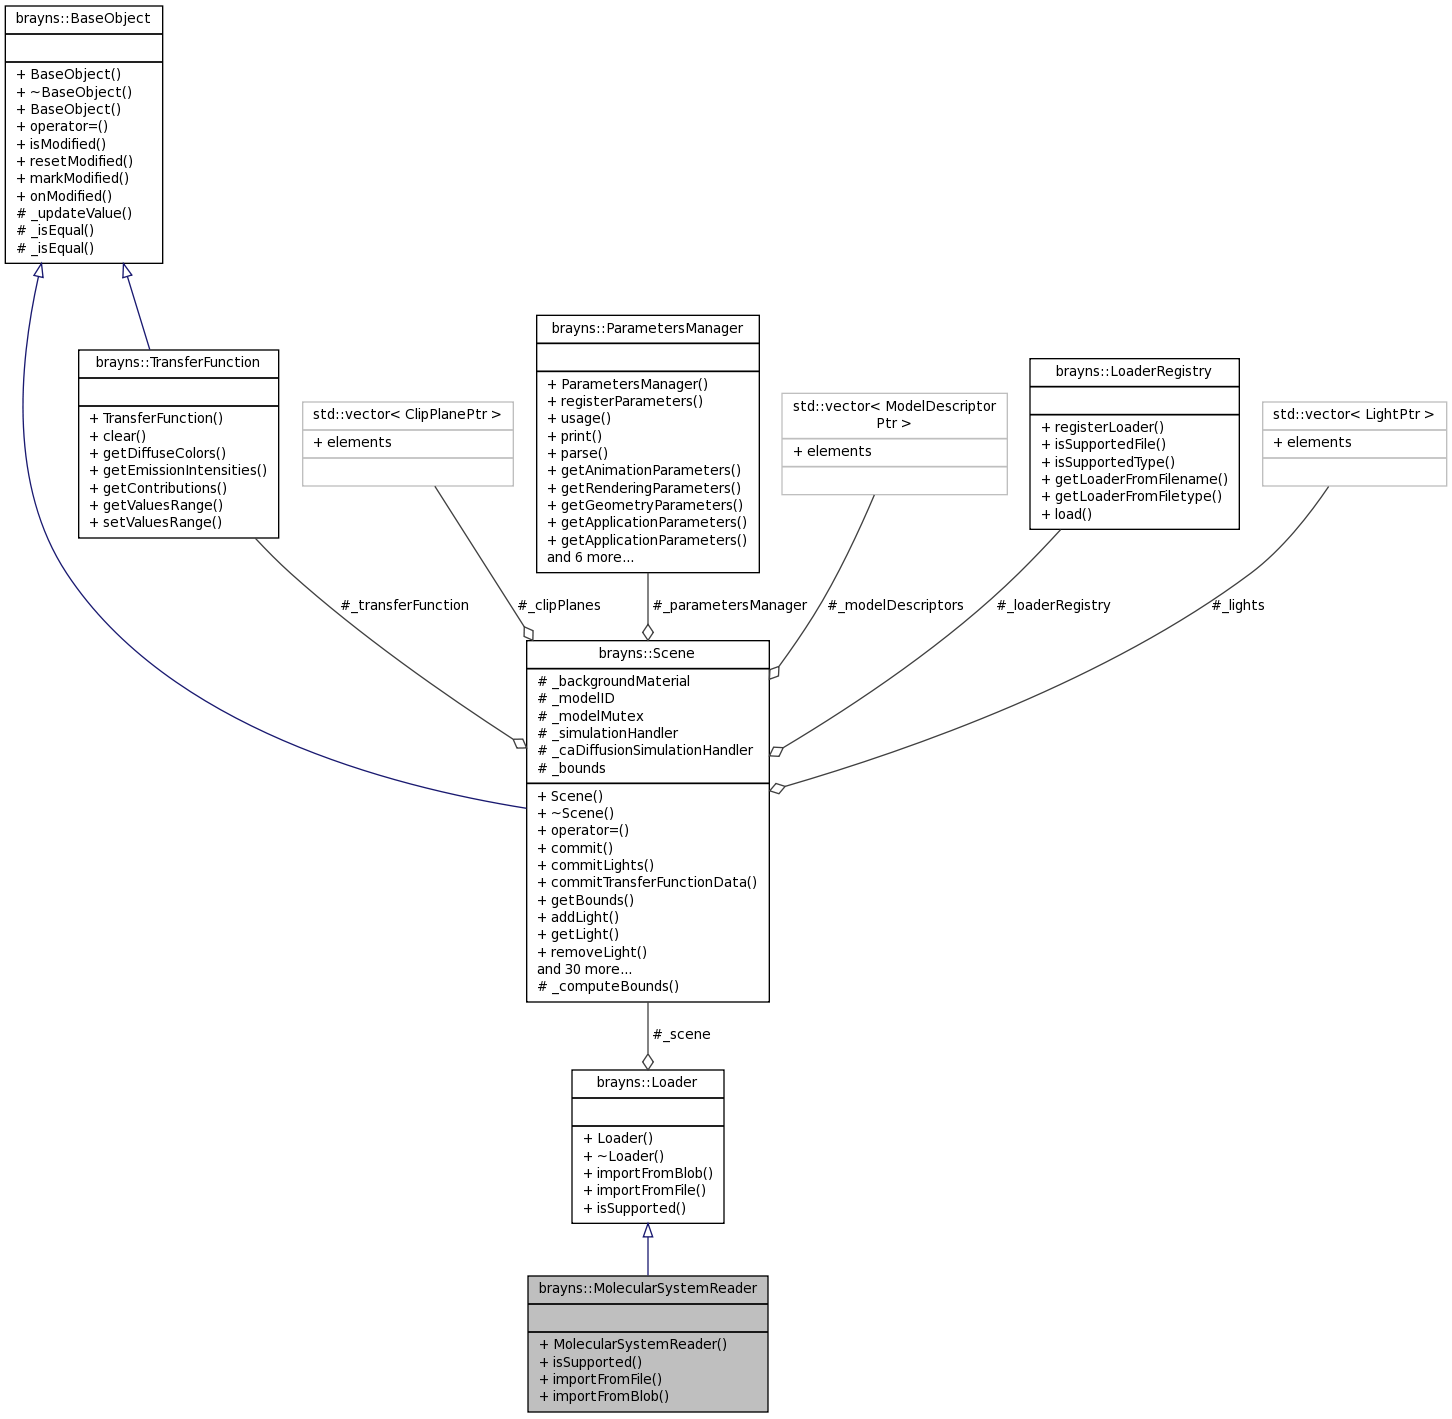 brayns::BaseObject
+ BaseObject()
+ ~BaseObject()
+ BaseObject()
+ operator=()
+ isModified()
+ resetModified()
+ markModified()
+ onModified()
# _updateValue()
# _isEqual()
# _isEqual()
brayns::TransferFunction
+ TransferFunction()
+ clear()
+ getDiffuseColors()
+ getEmissionIntensities()
+ getContributions()
+ getValuesRange()
+ setValuesRange()
std::vector< ClipPlanePtr >
+ elements
brayns::ParametersManager
+ ParametersManager()
+ registerParameters()
+ usage()
+ print()
+ parse()
+ getAnimationParameters()
+ getRenderingParameters()
+ getGeometryParameters()
+ getApplicationParameters()
+ getApplicationParameters()
and 6 more...
std::vector< ModelDescriptor
Ptr >
+ elements
brayns::LoaderRegistry
+ registerLoader()
+ isSupportedFile()
+ isSupportedType()
+ getLoaderFromFilename()
+ getLoaderFromFiletype()
+ load()
std::vector< LightPtr >
+ elements
#_transferFunction
#_clipPlanes
#_parametersManager
#_modelDescriptors
#_loaderRegistry
#_lights
brayns::Scene
# _backgroundMaterial
# _modelID
# _modelMutex
# _simulationHandler
# _caDiffusionSimulationHandler
# _bounds
+ Scene()
+ ~Scene()
+ operator=()
+ commit()
+ commitLights()
+ commitTransferFunctionData()
+ getBounds()
+ addLight()
+ getLight()
+ removeLight()
and 30 more...
# _computeBounds()
#_scene
brayns::Loader
+ Loader()
+ ~Loader()
+ importFromBlob()
+ importFromFile()
+ isSupported()
brayns::MolecularSystemReader
+ MolecularSystemReader()
+ isSupported()
+ importFromFile()
+ importFromBlob()